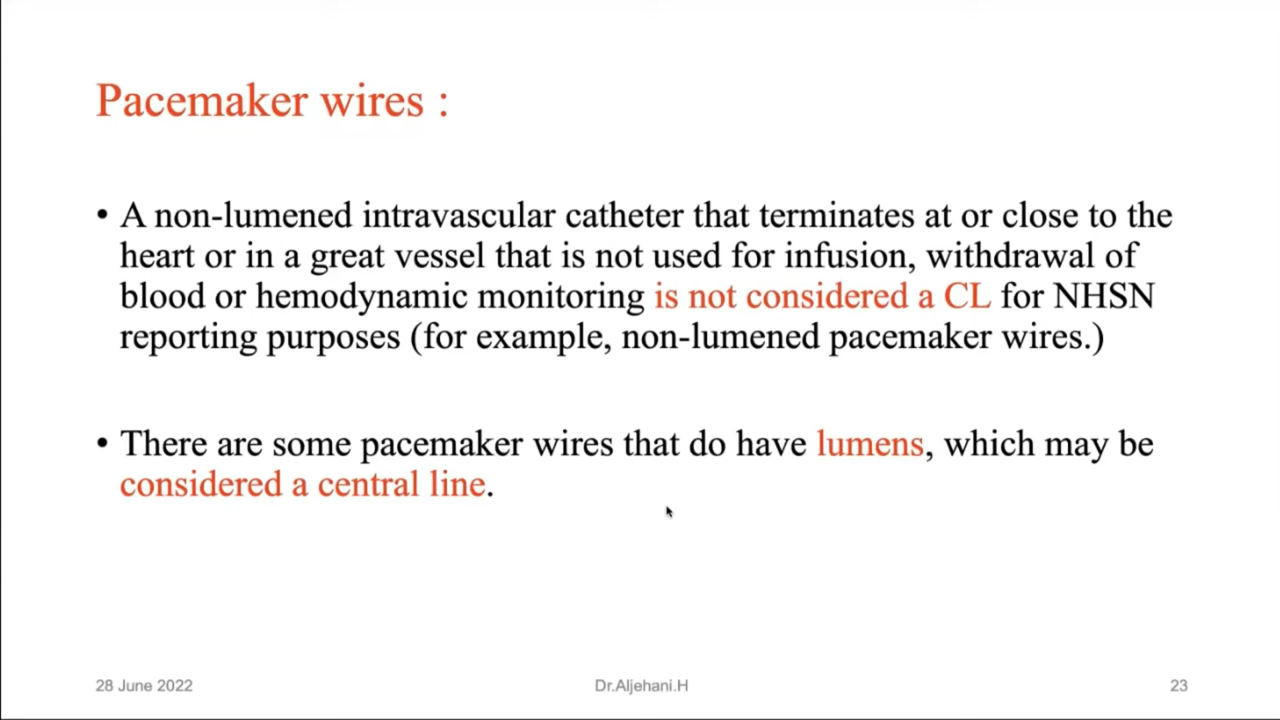 Pacemaker wires :
• A non-lumened intravascular catheter that terminates at or close to the
heart or in a great vessel that is not used for infusion, withdrawal of
blood or hemodynamic monitoring is not considered a CL for NHSN
reporting purposes (for example, non-lumened pacemaker wires.)
• There are some pacemaker wires that do have lumens, which may be
considered a central line.
28 June 2022
Dr.Aljehani.H
23